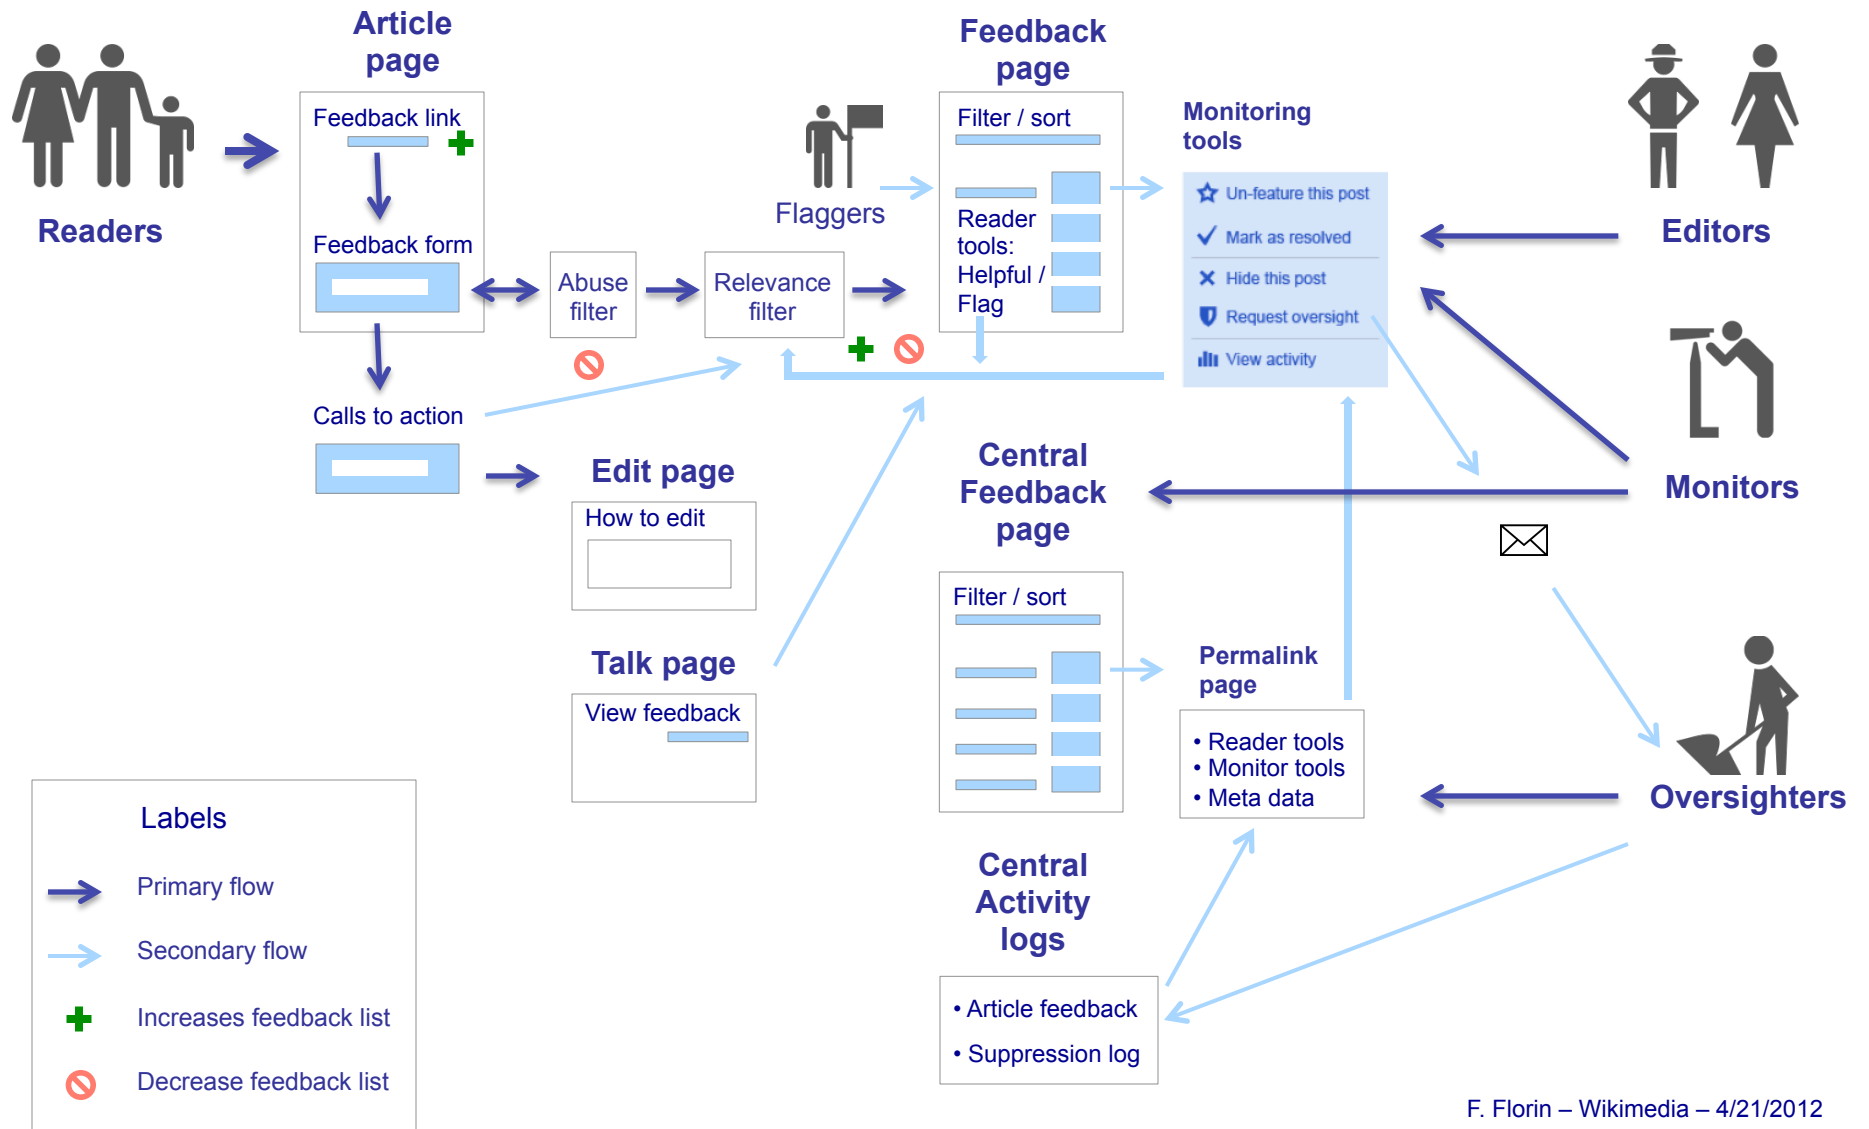 Article
page
Readers
Feedback link
Feedback form
Calls to action
Abuse
filter
Relevance
filter
Flaggers
Feedback
page
Filter / sort
Reader
tools:
Helpful /
Flag
Monitoring
tools
Un-feature this post
Mark as resolved
Hide this post
Request oversight
View activity
Editors
Monitors
Edit page
How to edit
Talk page
View feedback
Central
Feedback
page
Filter / sort
Permalink
page
• Reader tools
• Monitor tools
• Meta data
Oversighters
Central
Activity
logs
• Article feedback
• Suppression log
Labels
Primary flow
Secondary flow
Increases feedback list
Decrease feedback list
F. Florin – Wikimedia – 4/21/2012